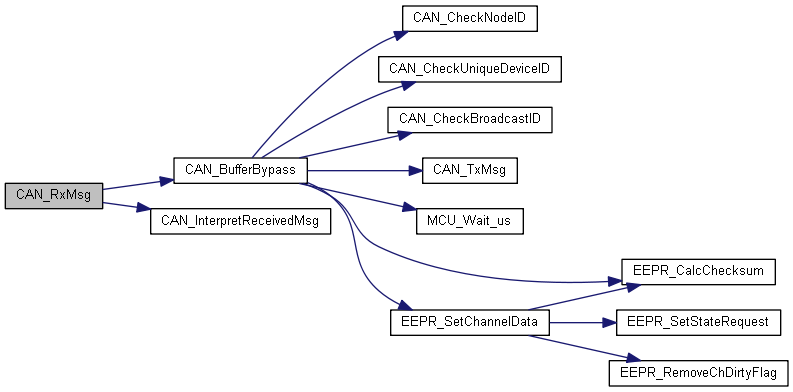 CAN_CheckNodeID
CAN_CheckUniqueDeviceID
CAN_CheckBroadcastID
CAN_BufferBypass
CAN_TxMsg
CAN_RxMsg
CAN_InterpretReceivedMsg
MCU_Wait_us
EEPR_CalcChecksum
EEPR_SetChannelData
EEPR_SetStateRequest
EEPR_RemoveChDirtyFlag